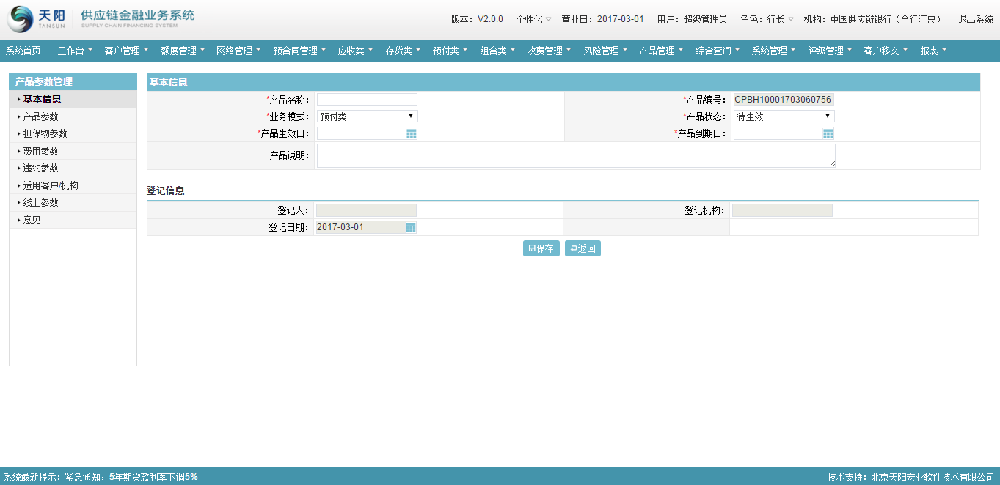 天阳 TANSUN 供应链金融业务系统 SUPPLY CHAIN FINANCING SYSTEM
版本：V2.0.0 个性化 营业日：2017-03-01 用户：超级管理员 角色：行长 机构：中国供应链银行（全行汇总） 退出系统
系统首页 工作台 客户管理 额度管理 网络管理 预合同管理 应收类 存货类 预付类 组合类 收费管理 风险管理 产品管理 综合查询 系统管理 评级管理 客户移交 报表
产品参数管理
基本信息
产品参数
担保物参数
费用参数
违约参数
适用客户/机构
线上参数
意见
基本信息
*产品名称： *产品编号： CPBH10001703060756
*业务模式： 预付类 *产品状态： 待生效
*产品生效日： *产品到期日：
产品说明：
登记信息
登记人： 登记机构：
登记日期： 2017-03-01
保存 返回
系统最新提示：紧急通知，5年期贷款利率下调5% 技术支持：北京天阳宏业软件技术有限公司